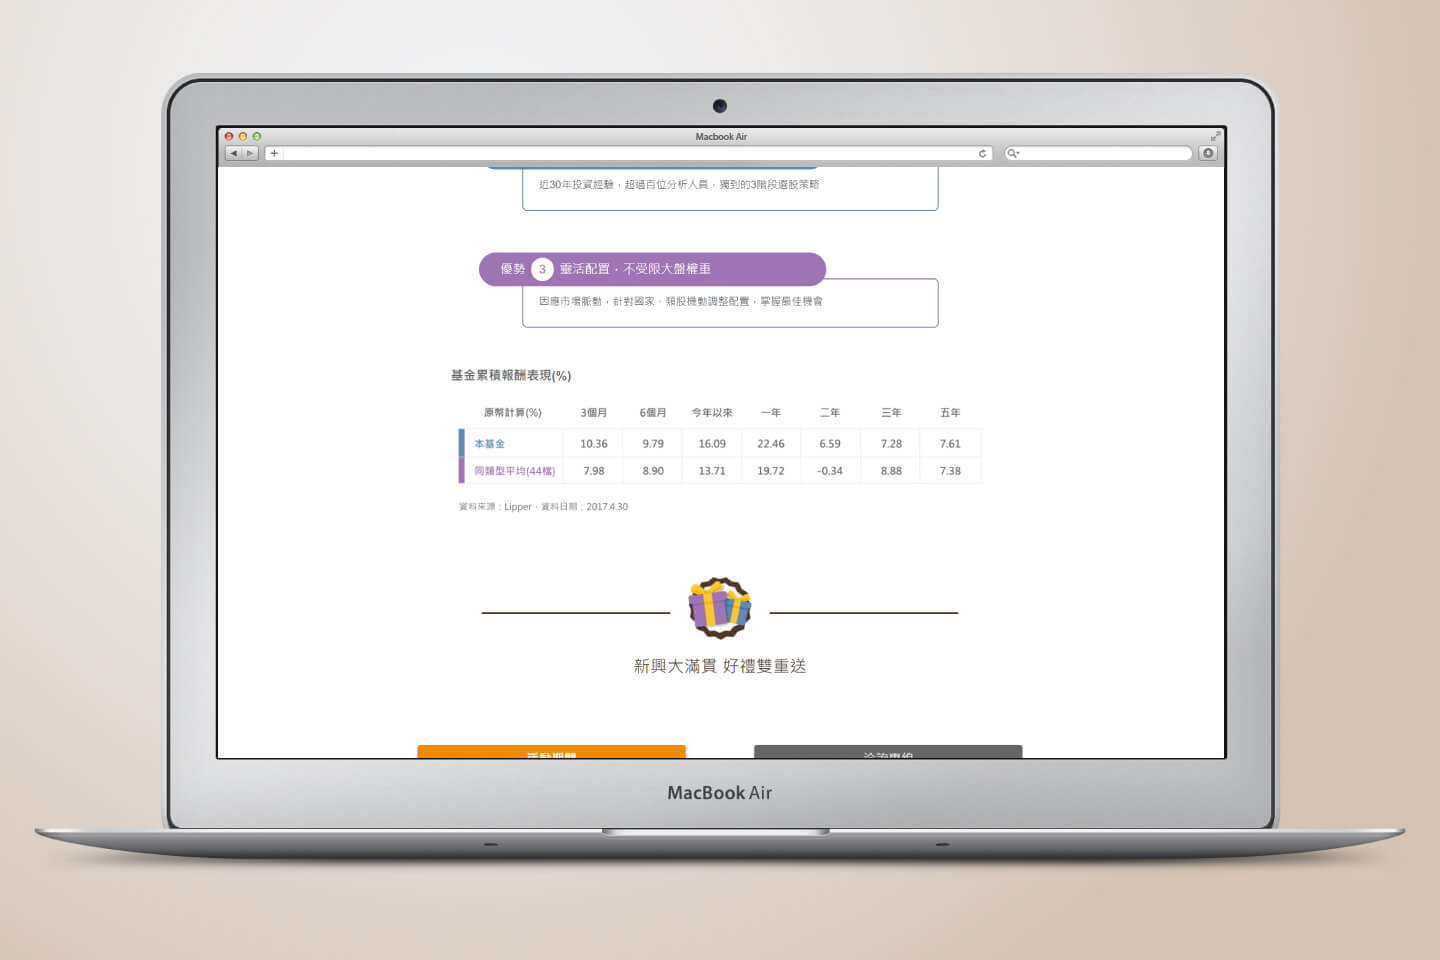 Macbook Air
近30年投資經驗，超過百位分析人員，獨到的3階段選股策略
優勢 3 靈活配置，不受限大盤權重
因應市場脈動，針對國家、類股機動調整配置，掌握最佳機會
基金累積報酬表現(%)
原幣計算(%) 3個月 6個月 今年以來 一年 二年 三年 五年
本基金 10.36 9.79 16.09 22.46 6.59 7.28 7.61
同類型平均(44檔) 7.98 8.90 13.71 19.72 -0.34 8.88 7.38
資料來源：Lipper，資料日期：2017.4.30
新興大滿貫 好禮雙重送
活動期間 洽詢專線
MacBook Air